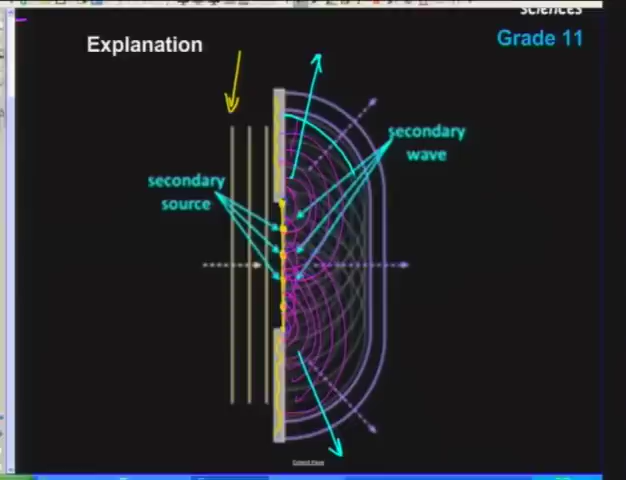 sciences
Grade 11
Explanation
secondary
wave
secondary
source